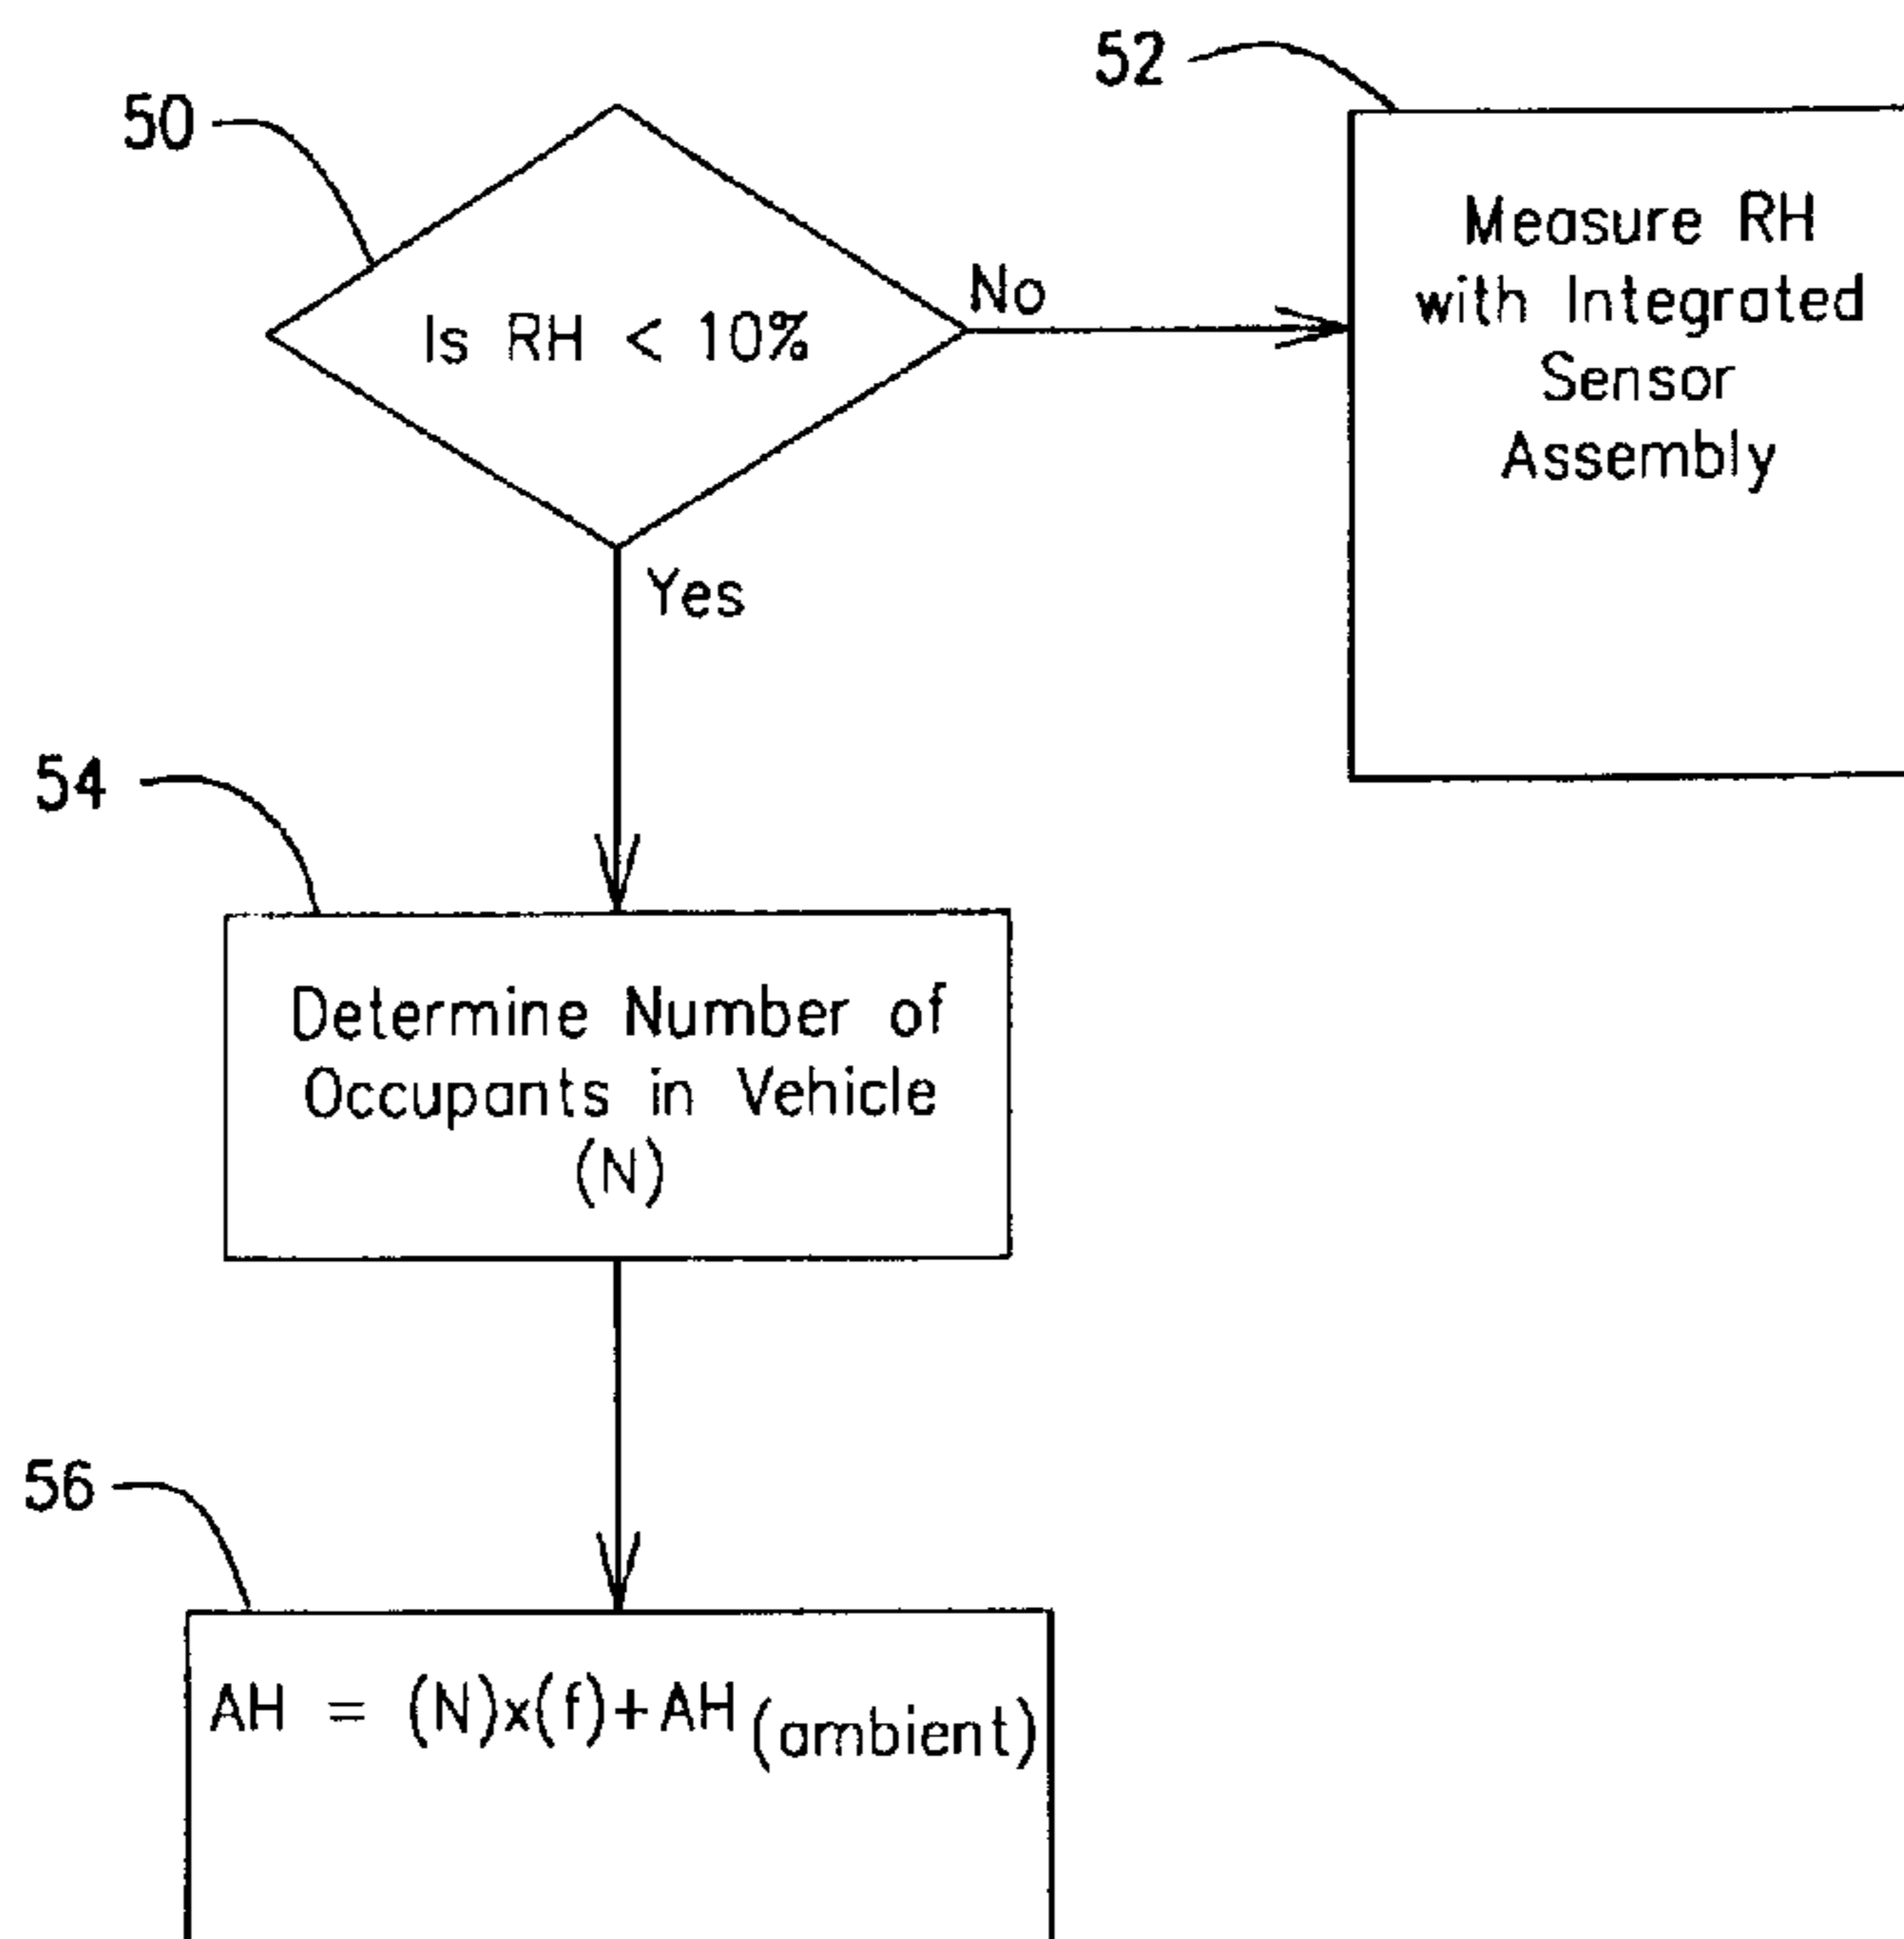 50
52
Is RH < 10%
No
Yes
Measure RH
with Integrated
Sensor
Assembly
54
Determine Number of
Occupants in Vehicle
(N)
56
AH = (N)x(f)+AH(ambient)